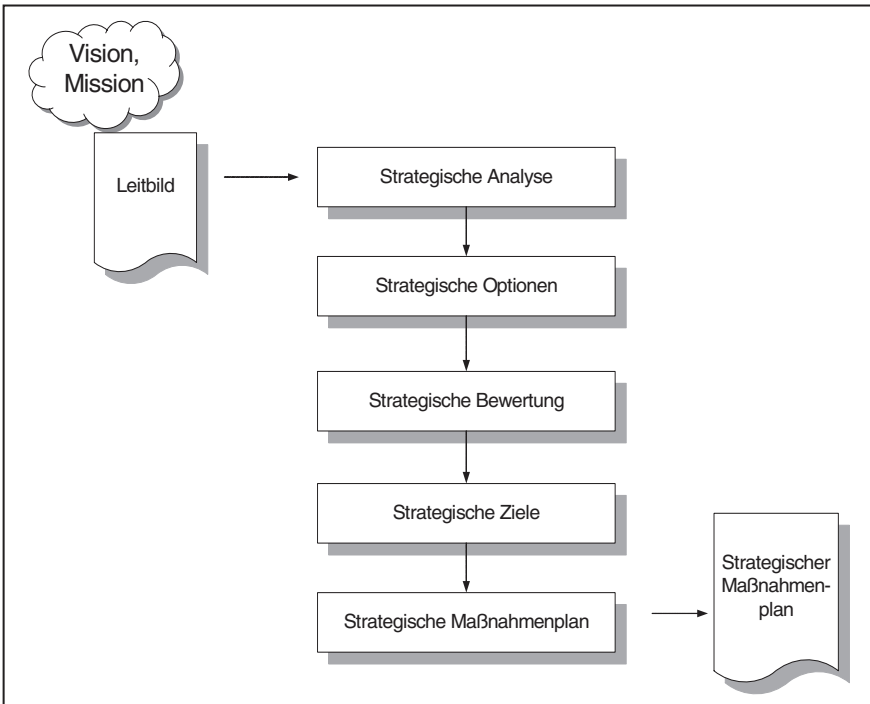 Vision,
Mission
Leitbild
Strategische Analyse
Strategische Optionen
Strategische Bewertung
Strategische Ziele
Strategische Maßnahmenplan
Strategischer
Maßnahmen-
plan